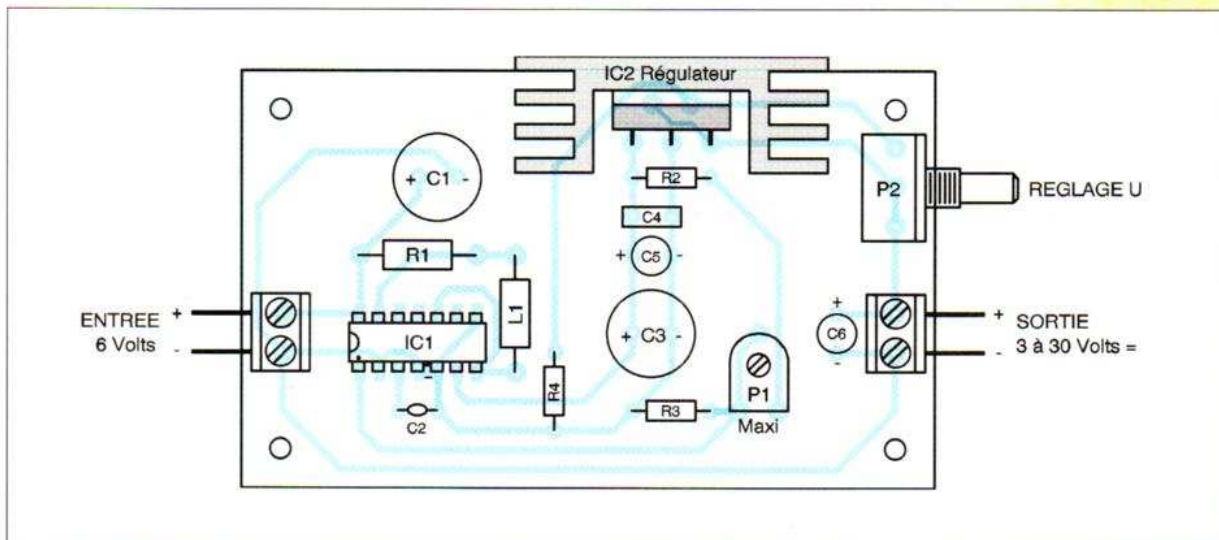 IC2 Régulateur
+ C1 -
P2
REGLAGE U
R2
C4
R1
+ C5 -
L1
ENTREE +
6 Volts -
IC1
-
+ C3 -
+
C6
-
+ SORTIE
- 3 à 30 Volts =
R4
P1
C2
R3
Maxi